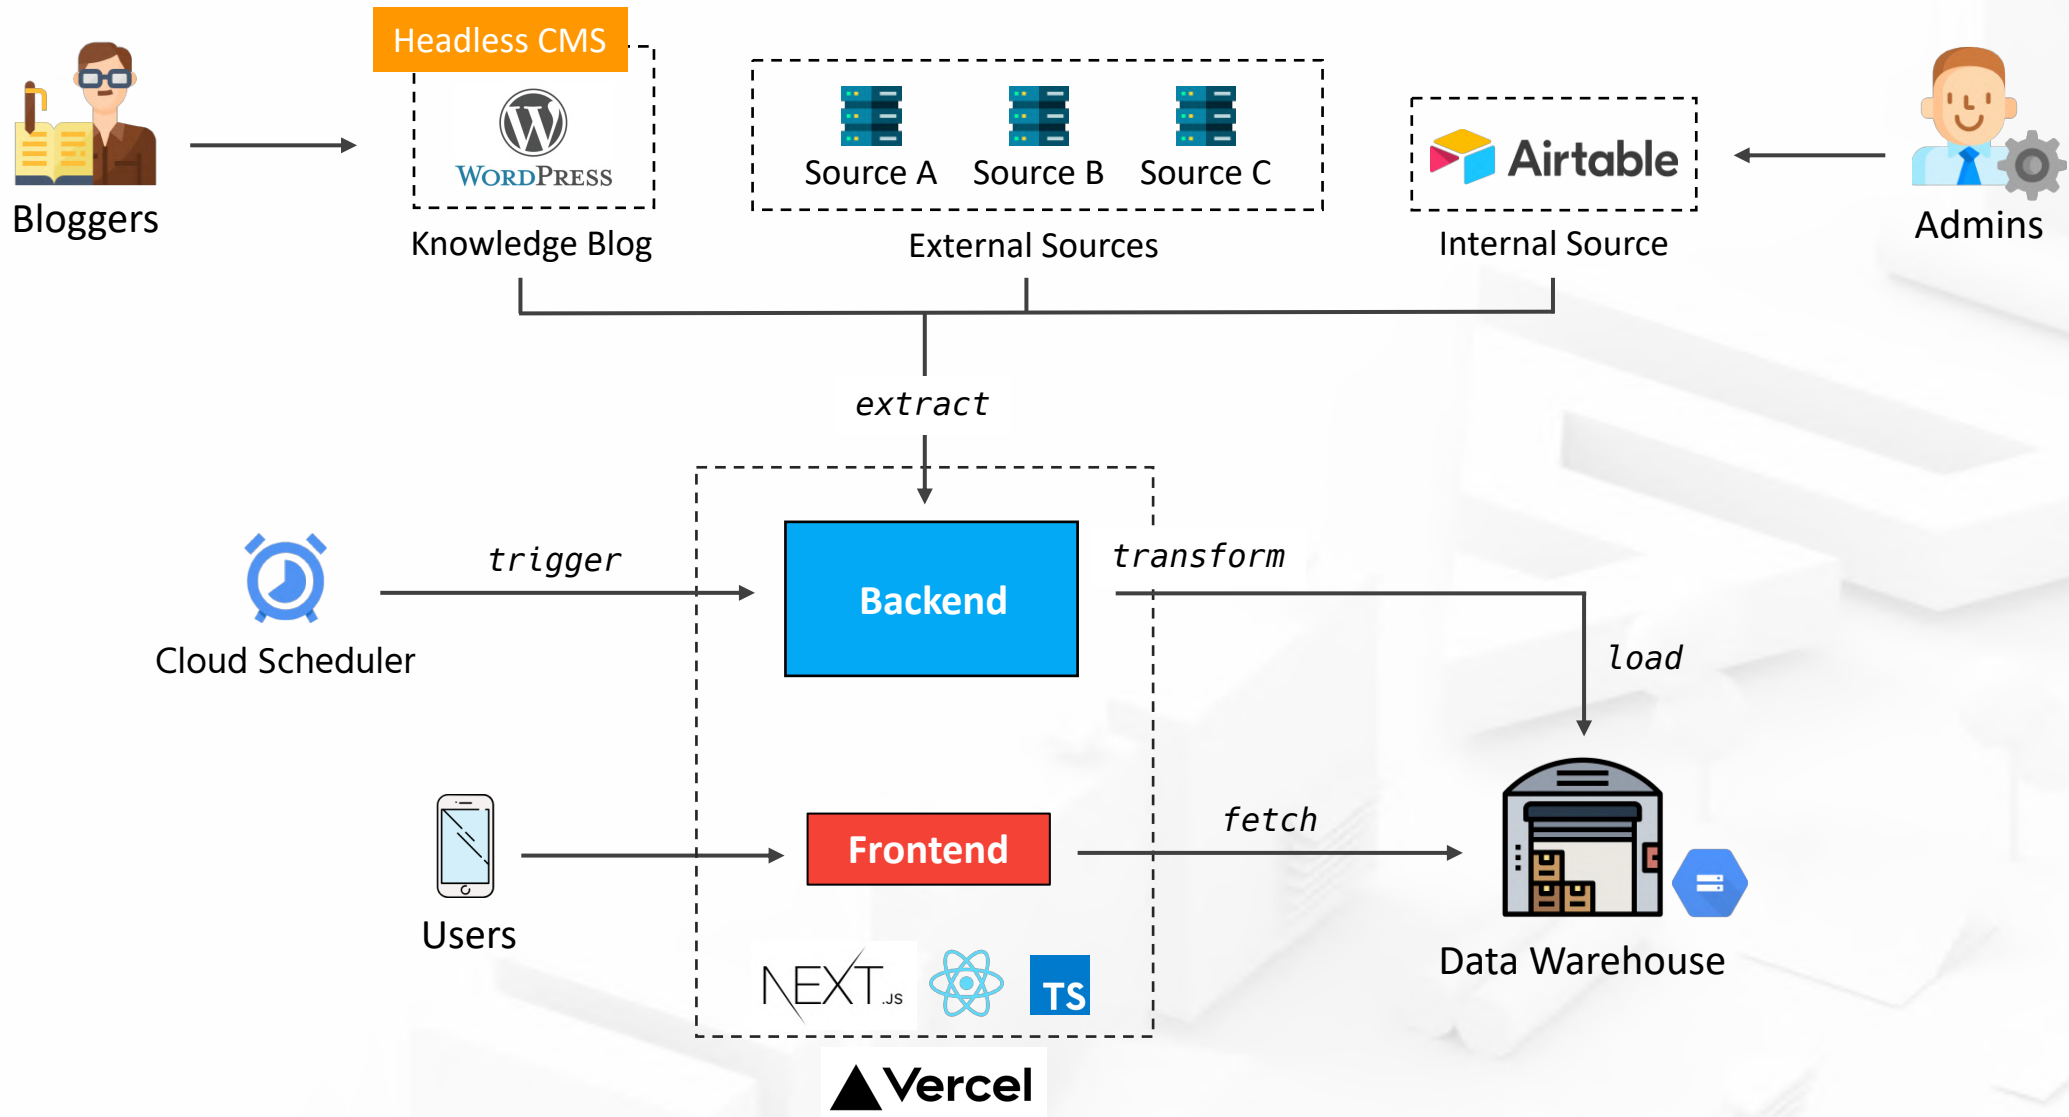 Headless CMS
WORDPRESS
Source A
Source B
Source C
Airtable
Bloggers
Knowledge Blog
External Sources
Internal Source
Admins
extract
trigger
Backend
transform
Cloud Scheduler
load
Frontend
fetch
Users
NEXT.JS
TS
Data Warehouse
Vercel